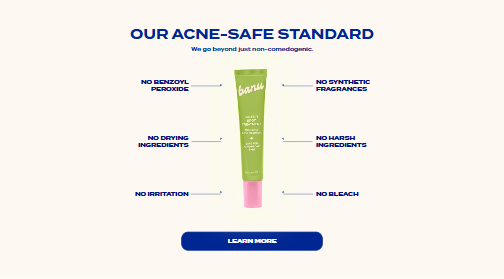 OUR ACNE-SAFE STANDARD
We go beyond just non-comedogenic.
NO BENZOYL
PEROXIDE
NO SYNTHETIC
FRAGRANCES
banu
NO DRYING
INGREDIENTS
NO HARSH
INGREDIENTS
NO IRRITATION
NO BLEACH
LEARN MORE